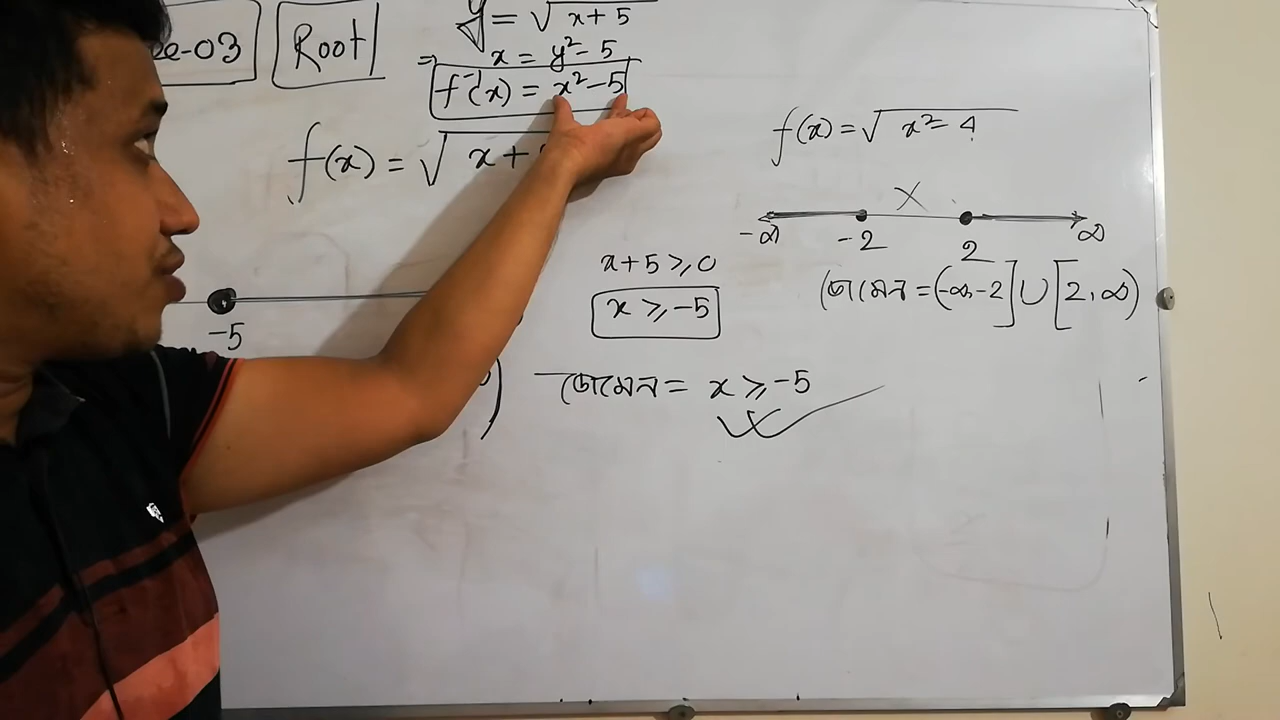 -03 Root
y = √x+5
⇒ x = y² - 5
f⁻¹(x) = x² - 5
f(x) = √x+
-5
x+5 ⩾ 0
x ⩾ -5
ডোমেন = x ⩾ -5
f(x) = √x² - 4
X
-∞ -2 2 ∞
ডোমেন = (-∞, -2] ∪ [2, ∞)